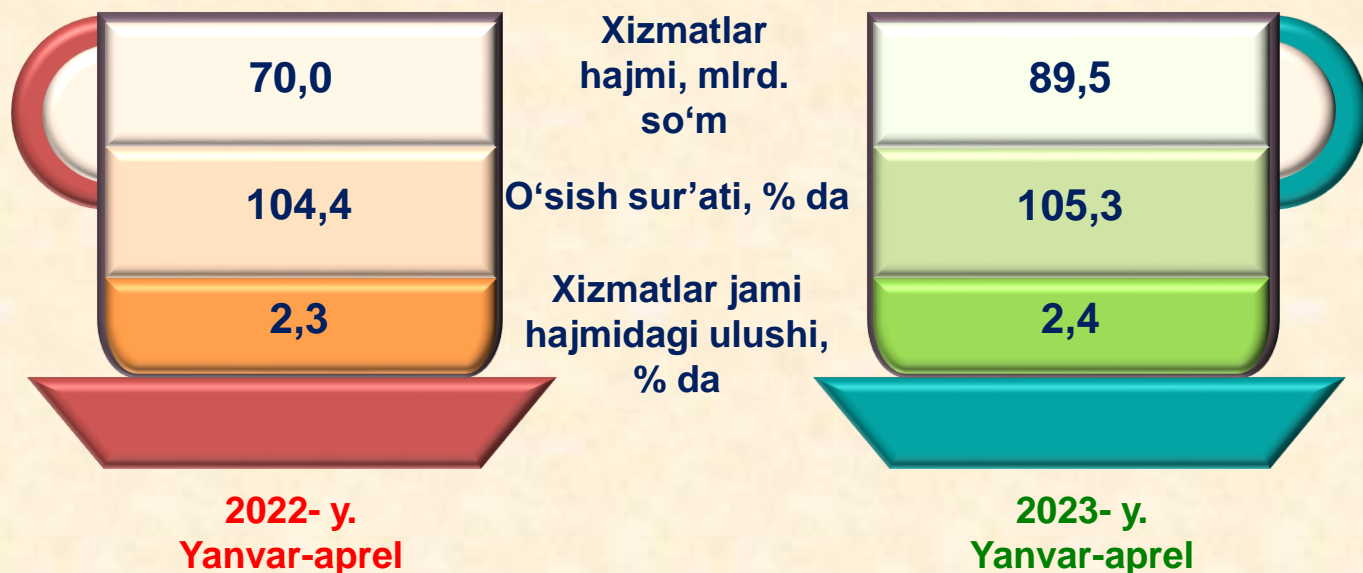 70,0
Xizmatlar
hajmi, mlrd.
so‘m
89,5
104,4
O‘sish sur’ati, % da
105,3
2,3
Xizmatlar jami
hajmidagi ulushi,
% da
2,4
2022- y.
Yanvar-aprel
2023- y.
Yanvar-aprel